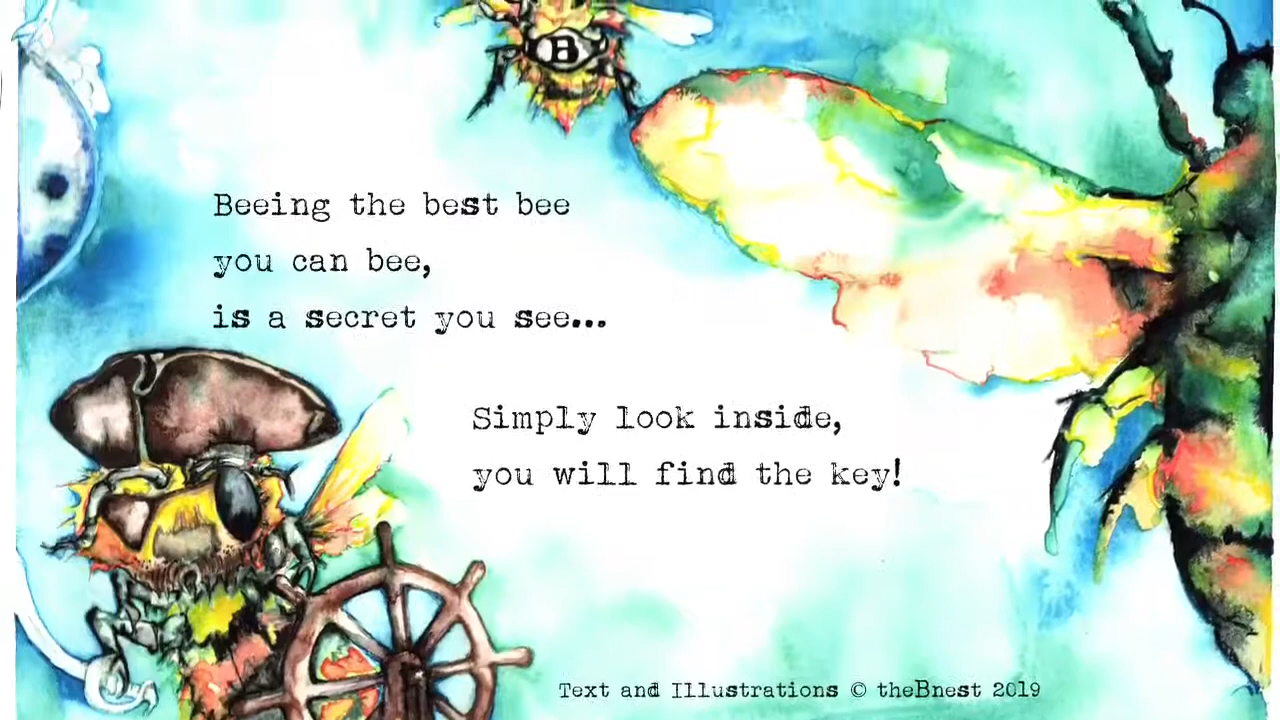 B
Beeing the best bee
you can bee,
is a secret you see...
Simply look inside,
you will find the key!
Text and Illustrations © theBnest 2019